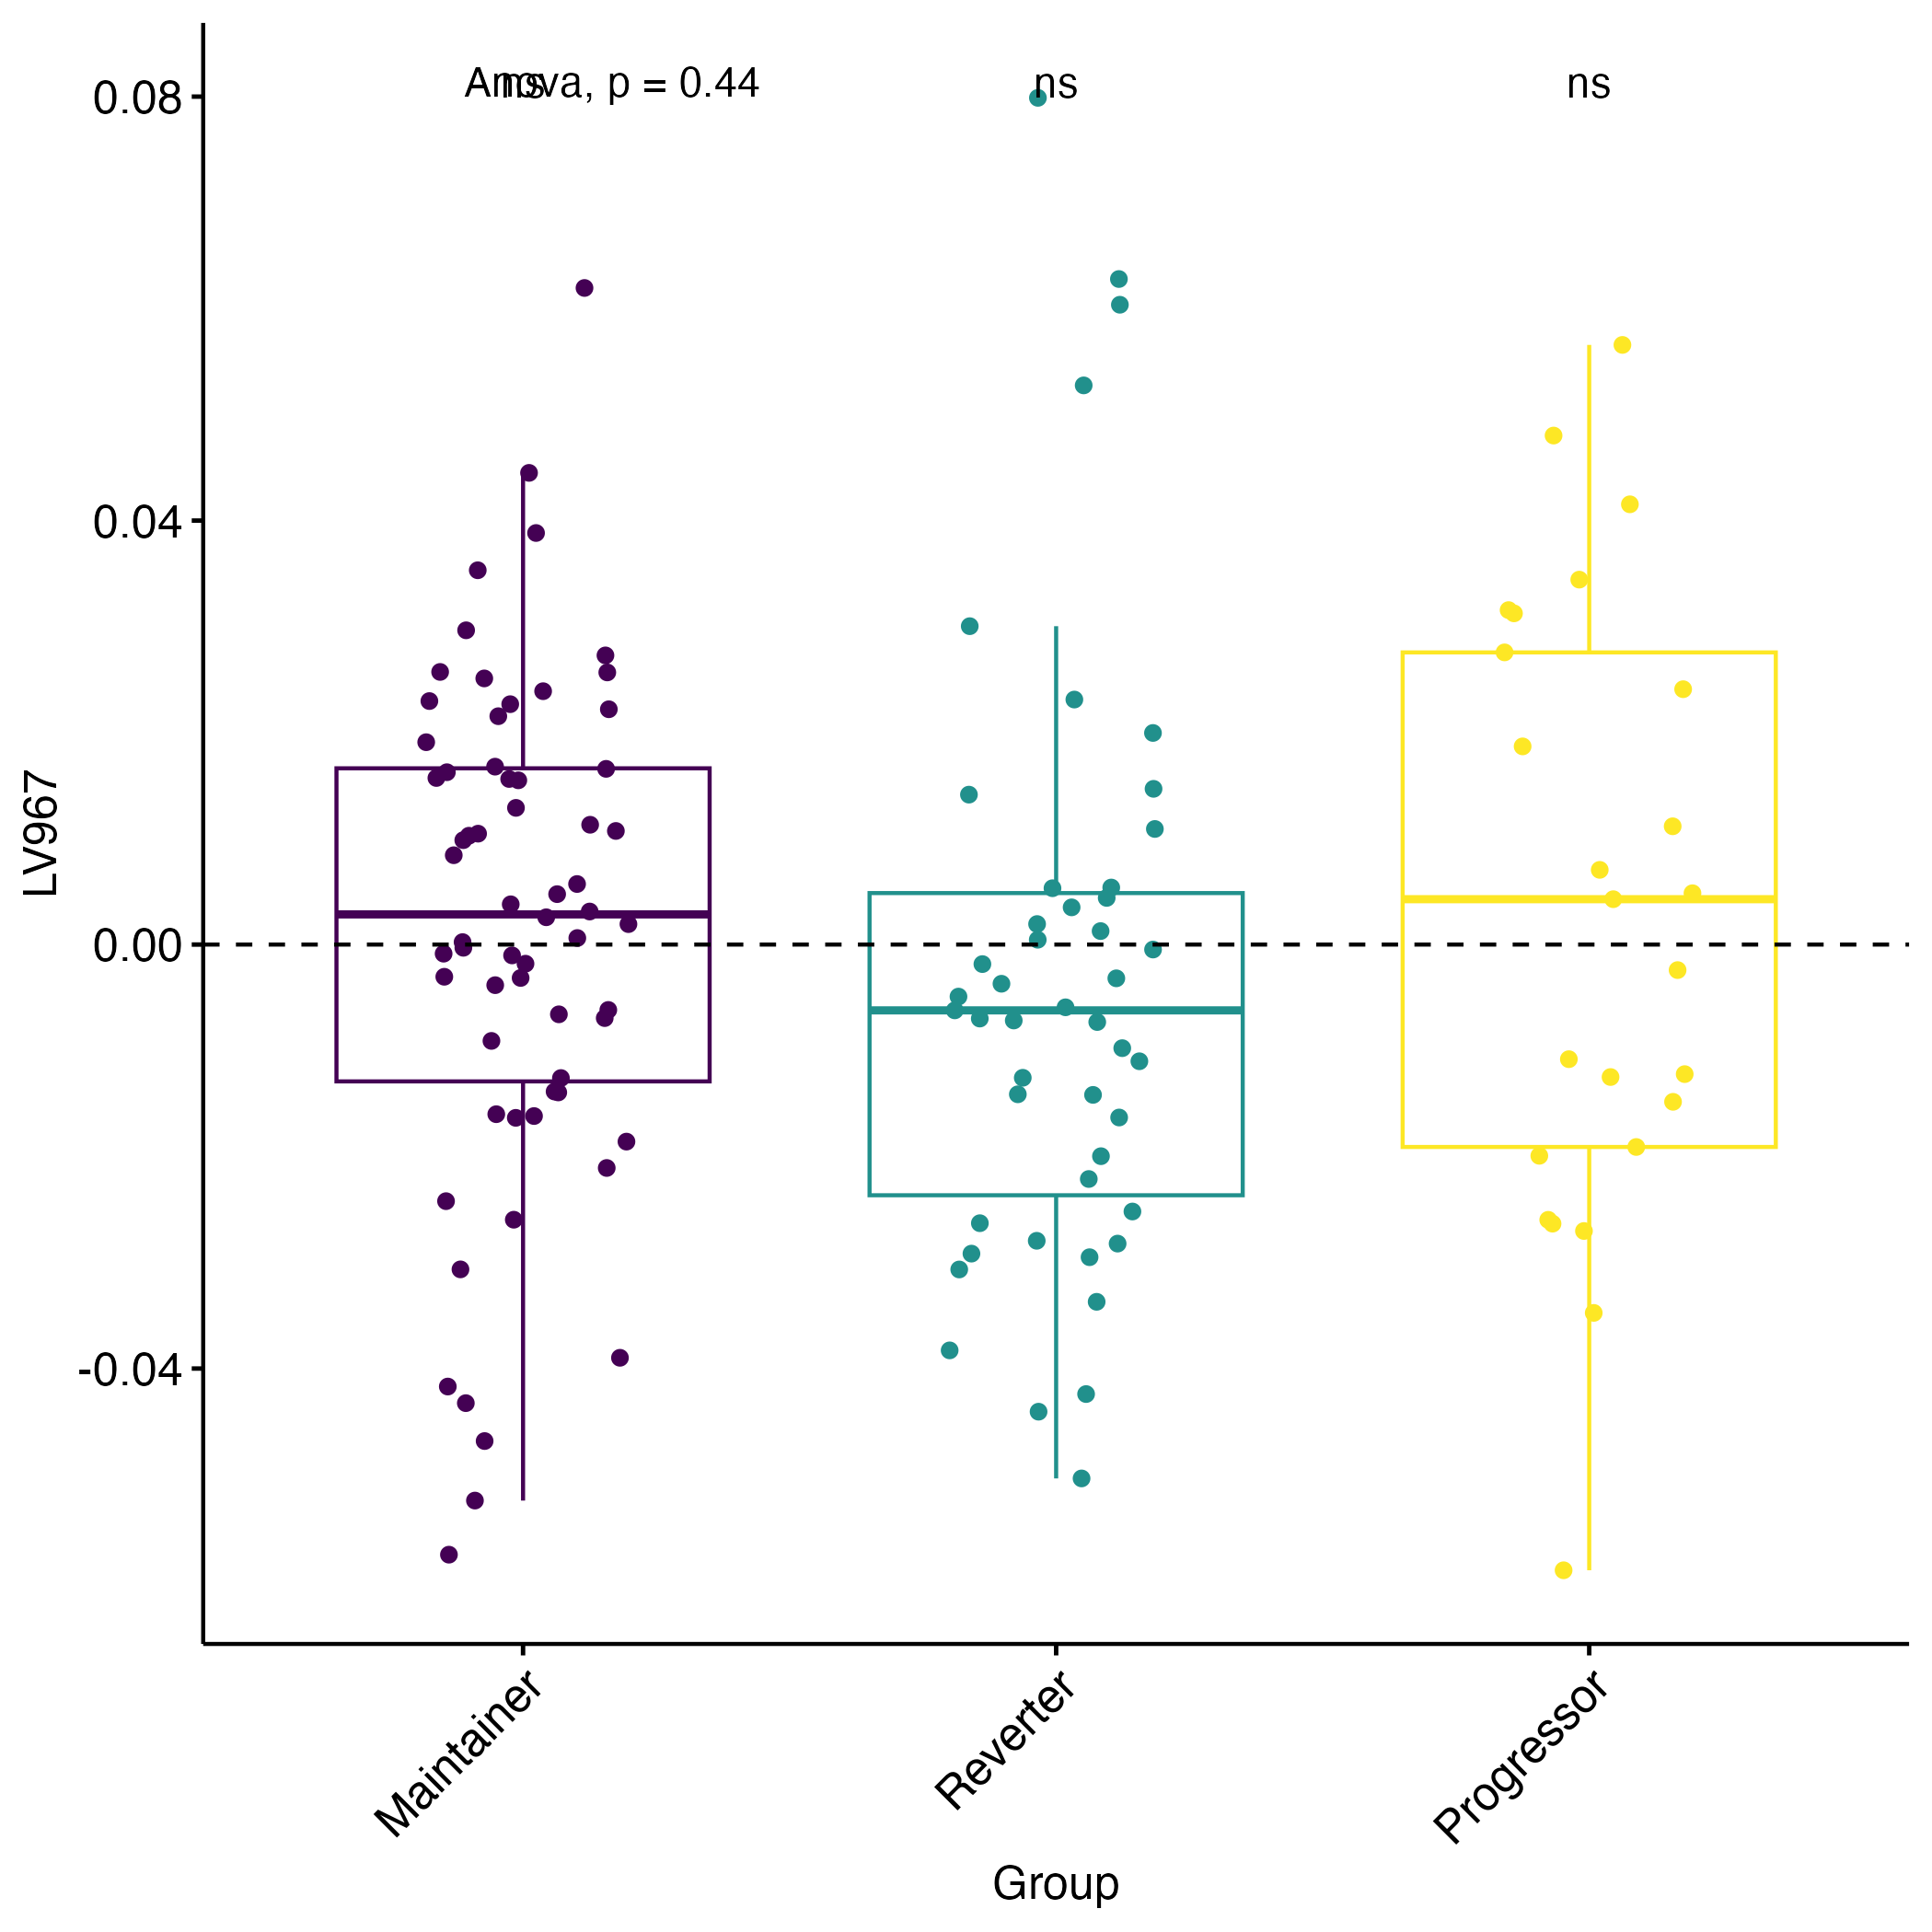 Anova, p = 0.44
ns
ns
ns
0.08
0.04
0.00
-0.04
LV967
Maintainer
Reverter
Progressor
Group